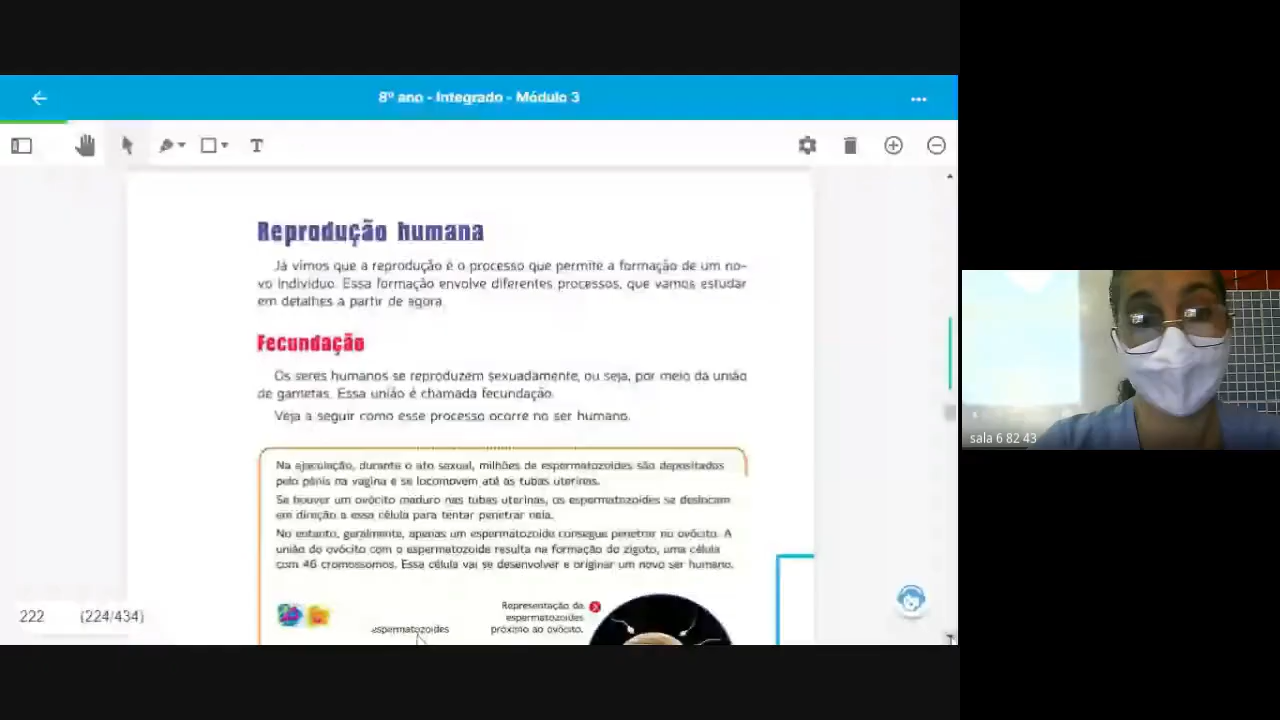 8º ano - Integrado - Módulo 3
T
Reprodução humana
Já vimos que a reprodução é o processo que permite a formação de um no-
vo indivíduo. Essa formação envolve diferentes processos, que vamos estudar
em detalhes a partir de agora.
Fecundação
Os seres humanos se reproduzem sexuadamente, ou seja, por meio da união
de gametas. Essa união é chamada fecundação.
Veja a seguir como esse processo ocorre no ser humano.
Na ejaculação, durante o ato sexual, milhões de espermatozoides são depositados
pelo pênis na vagina e se locomovem até as tubas uterinas.
Se houver um ovócito maduro nas tubas uterinas, os espermatozoides se deslocam
em direção a essa célula para tentar penetrar nela.
No entanto, geralmente, apenas um espermatozoide consegue penetrar no ovócito. A
união do ovócito com o espermatozoide resulta na formação do zigoto, uma célula
com 46 cromossomos. Essa célula vai se desenvolver e originar um novo ser humano.
espermatozoides
Representação de
espermatozoides
próximo ao ovócito.
222 (224/434)
sala 6 82 43